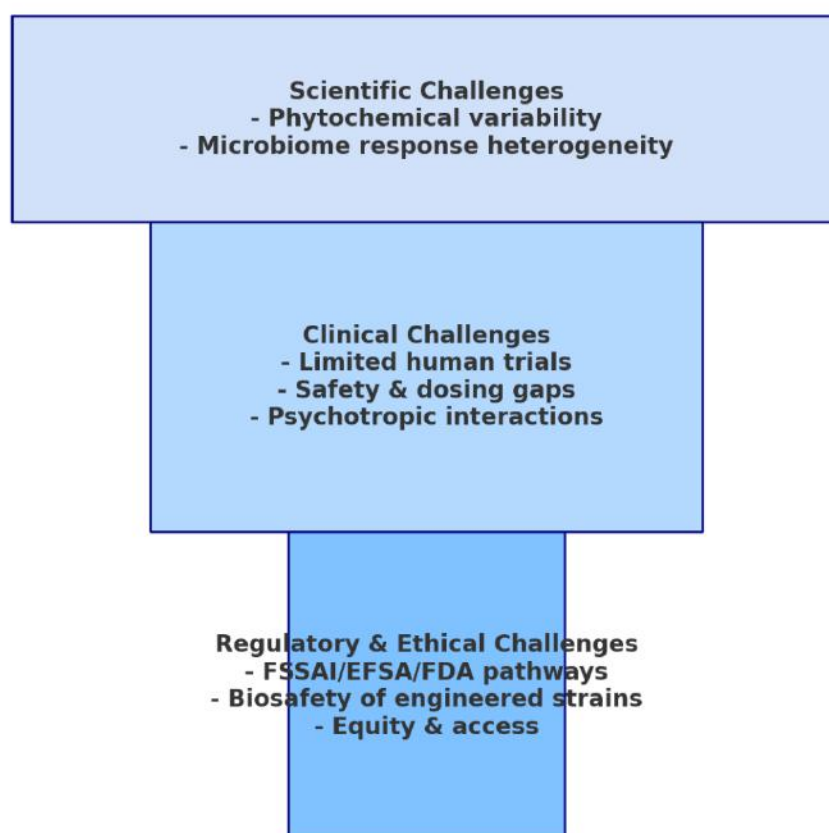 Scientific Challenges
- Phytochemical variability
- Microbiome response heterogeneity
Clinical Challenges
- Limited human trials
- Safety & dosing gaps
- Psychotropic interactions
Regulatory & Ethical Challenges
- FSSAI/EFSA/FDA pathways
- Biosafety of engineered strains
- Equity & access